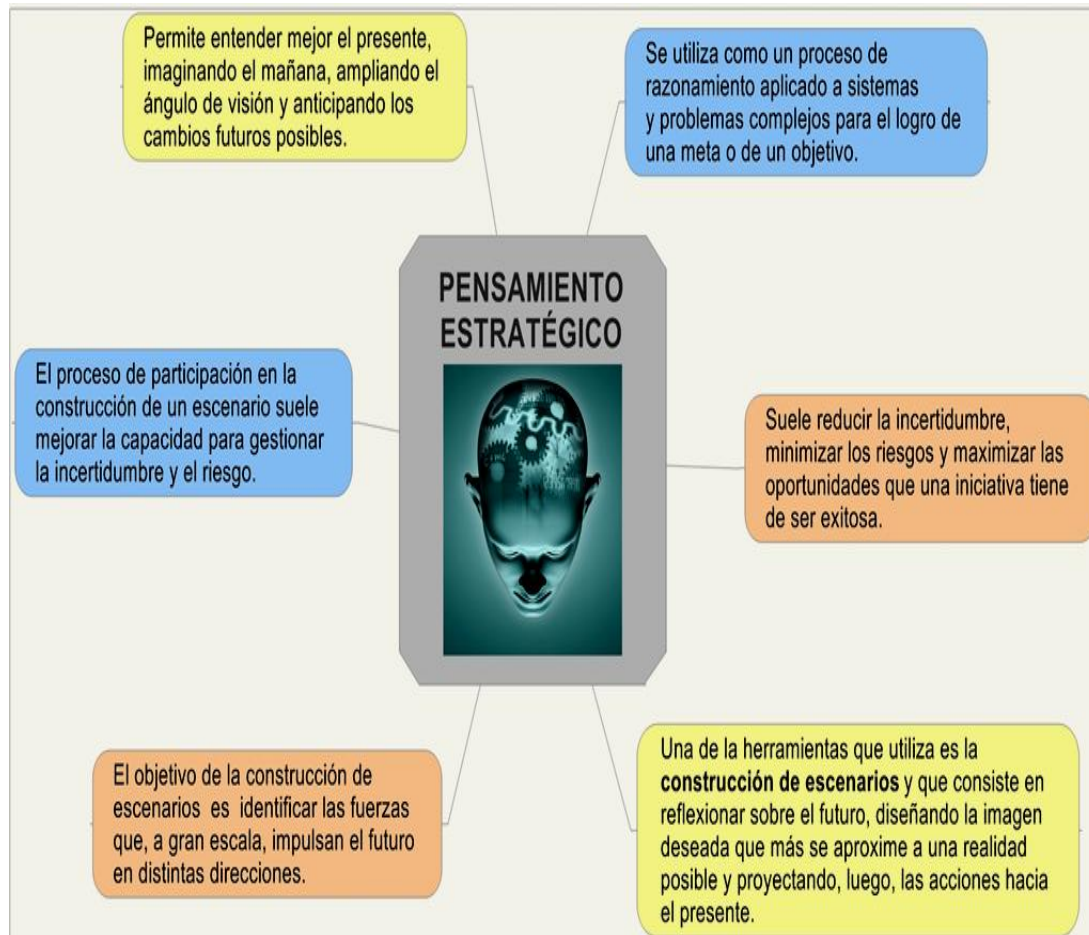 Permite entender mejor el presente,
imaginando el mañana, ampliando el
ángulo de visión y anticipando los
cambios futuros posibles.
Se utiliza como un proceso de
razonamiento aplicado a sistemas
y problemas complejos para el logro de
una meta o de un objetivo.
PENSAMIENTO
ESTRATÉGICO
El proceso de participación en la
construcción de un escenario suele
mejorar la capacidad para gestionar
la incertidumbre y el riesgo.
Suele reducir la incertidumbre,
minimizar los riesgos y maximizar las
oportunidades que una iniciativa tiene
de ser exitosa.
El objetivo de la construcción de
escenarios es identificar las fuerzas
que, a gran escala, impulsan el futuro
en distintas direcciones.
Una de la herramientas que utiliza es la
construcción de escenarios y que consiste en
reflexionar sobre el futuro, diseñando la imagen
deseada que más se aproxime a una realidad
posible y proyectando, luego, las acciones hacia
el presente.